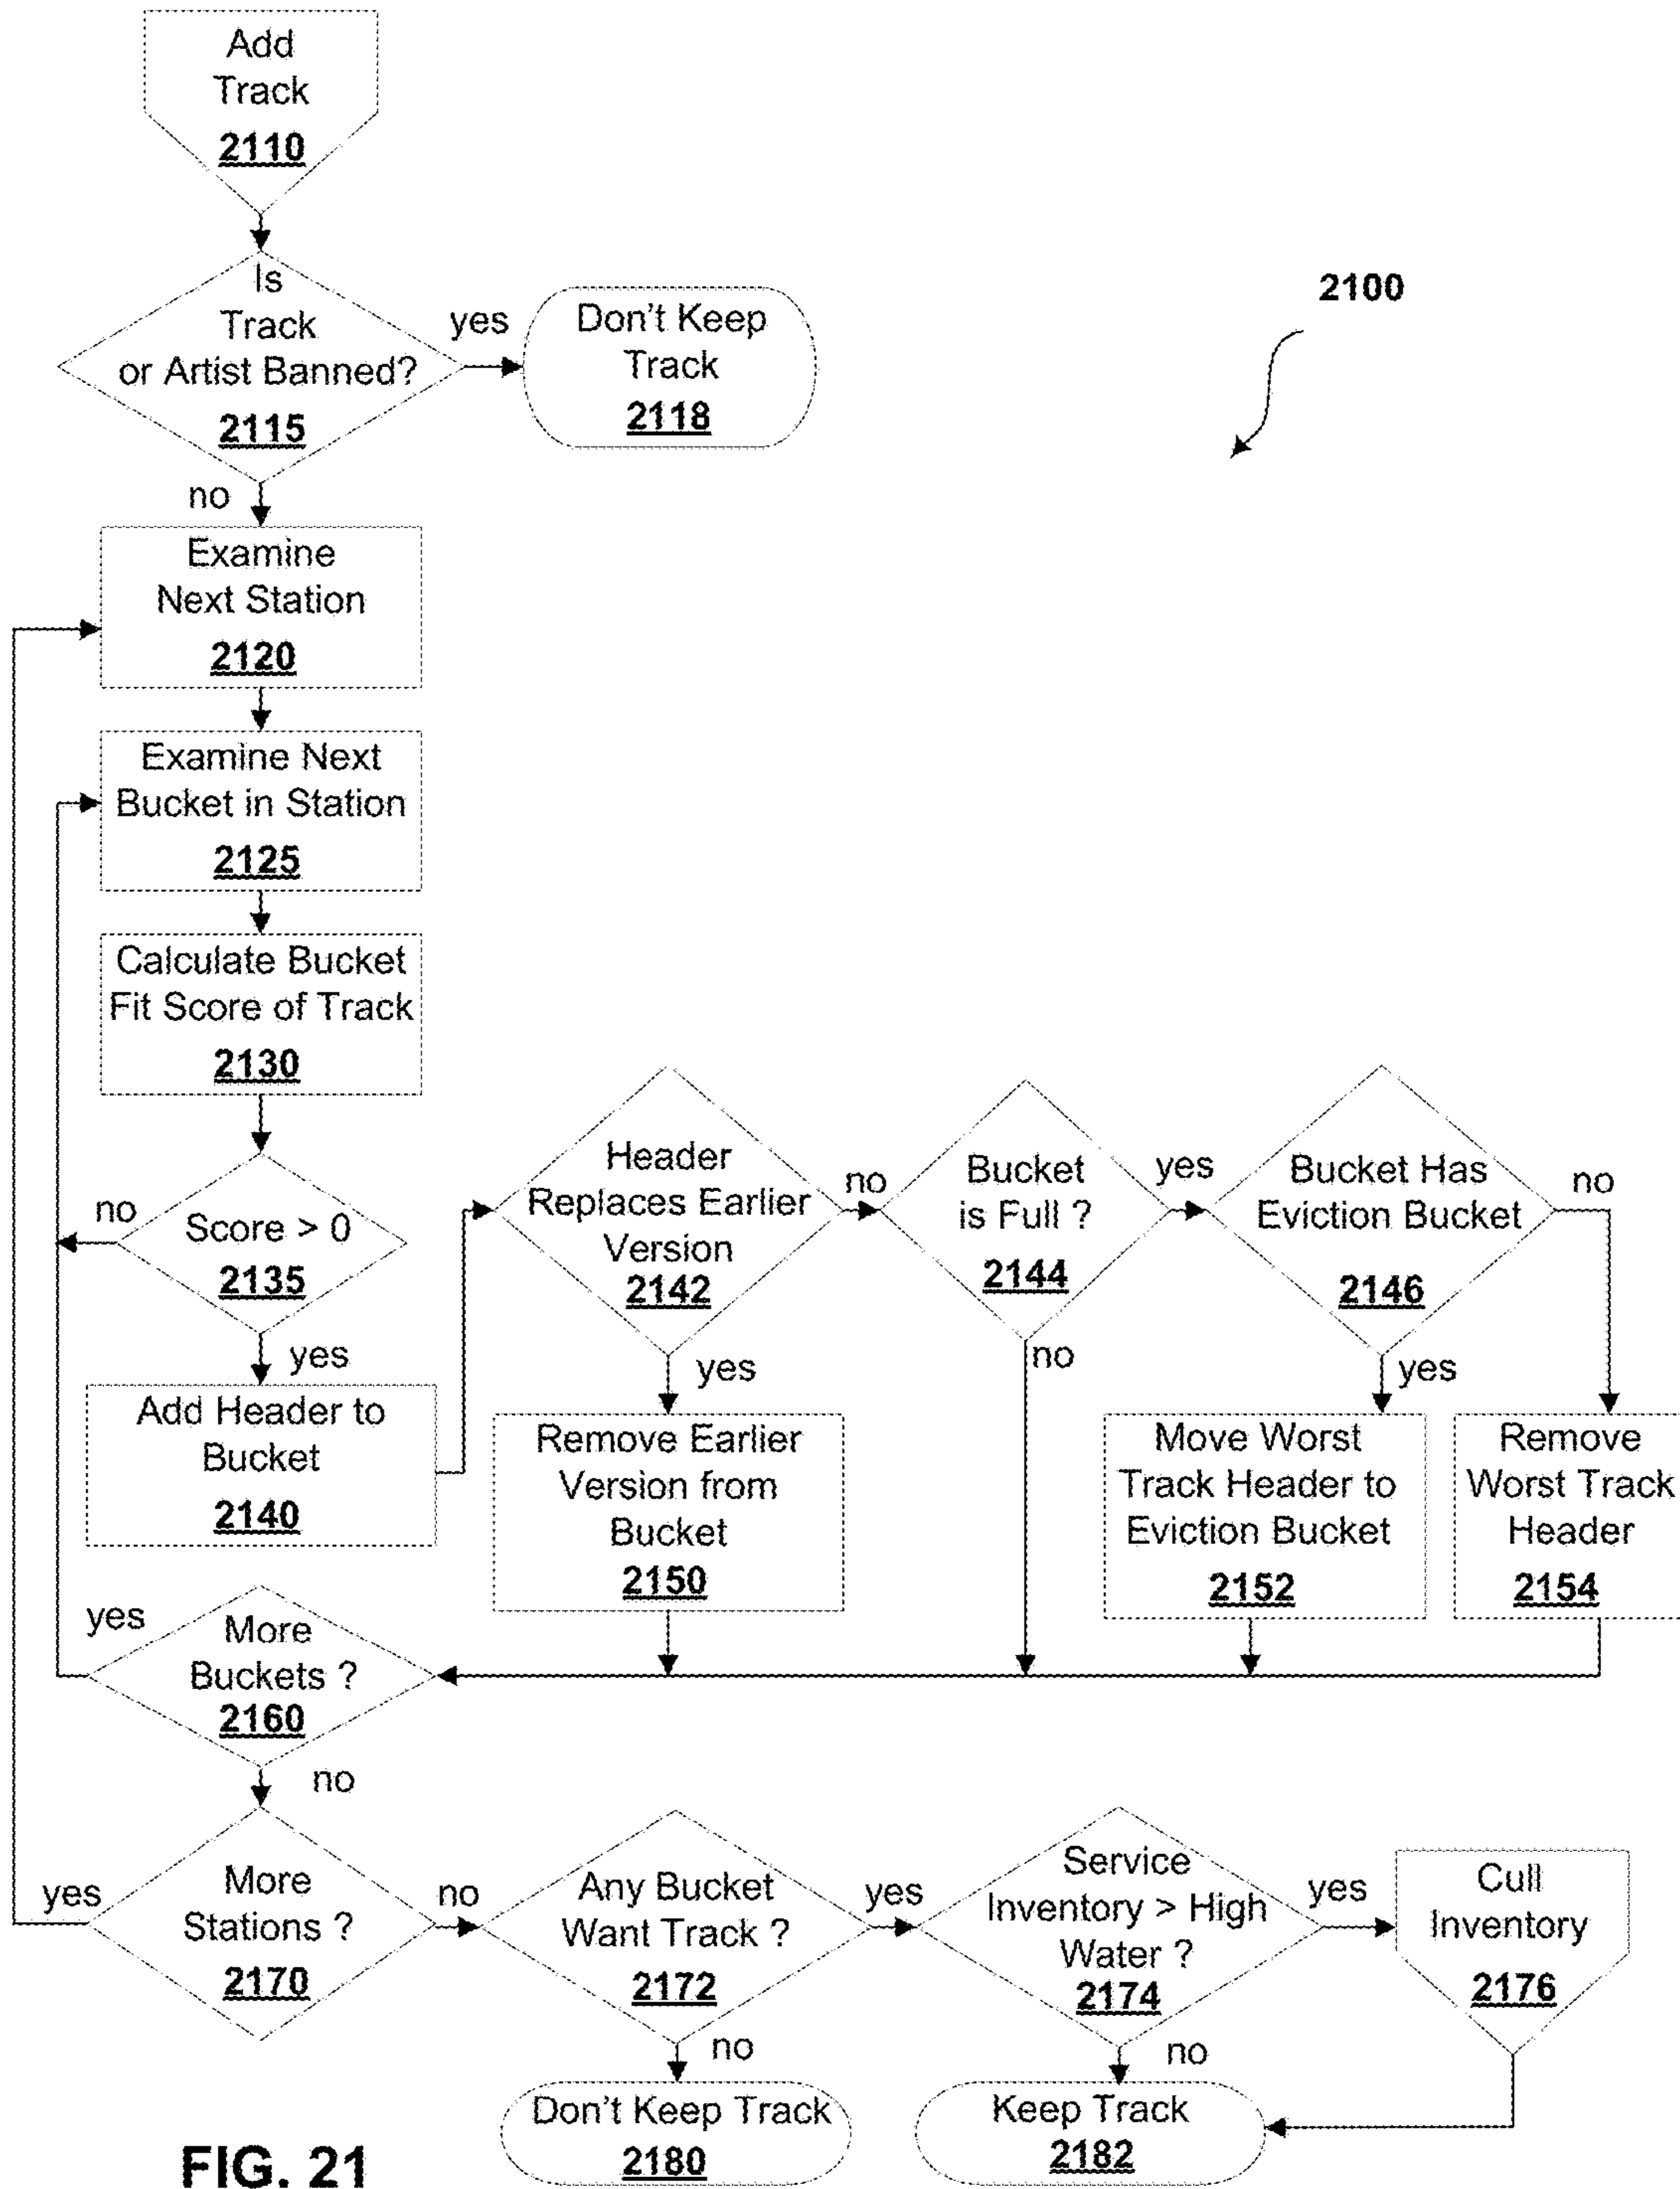 Add
Track
2110
Is
Track
or Artist Banned?
2115
yes
Don't Keep
Track
2118
2100
no
Examine
Next Station
2120
Examine Next
Bucket in Station
2125
Calculate Bucket
Fit Score of Track
2130
no
Score > 0
2135
yes
Add Header to
Bucket
2140
Header
Replaces Earlier
Version
2142
no
yes
Bucket
is Full ?
2144
yes
no
Bucket Has
Eviction Bucket
2146
no
yes
Remove Earlier
Version from
Bucket
2150
Move Worst
Track Header to
Eviction Bucket
2152
Remove
Worst Track
Header
2154
yes
More
Buckets ?
2160
no
yes
More
Stations ?
2170
no
Any Bucket
Want Track ?
2172
yes
no
Service
Inventory > High
Water ?
2174
yes
no
Cull
Inventory
2176
Don't Keep Track
2180
Keep Track
2182
FIG. 21